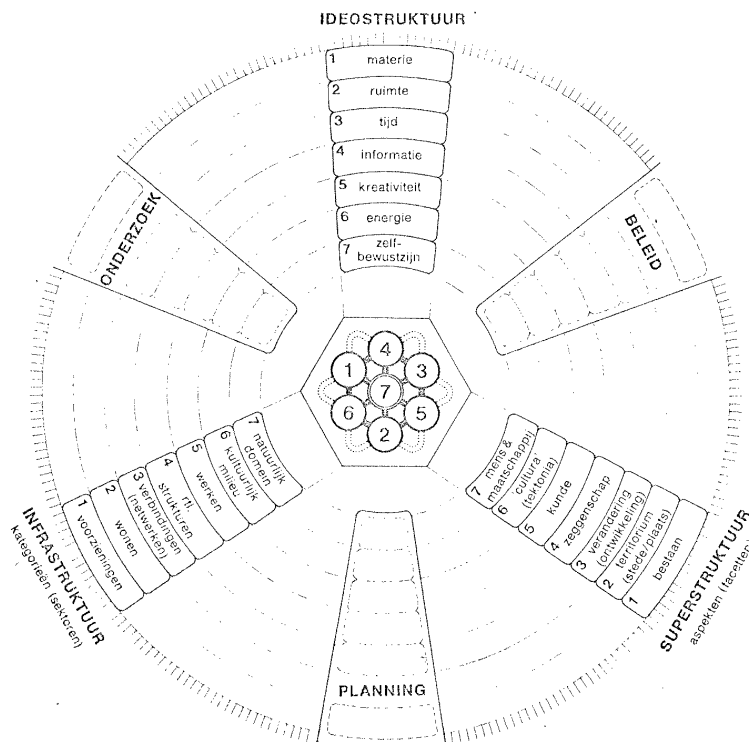 IDEOSTRUKTUUR
1 materie
2 ruimte
3 tijd
4 informatie
5 kreativiteit
6 energie
7 zelf-
bewustzijn
ONDERZOEK
BELEID
4
1
3
7
6
5
2
INFRASTRUKTUUR
kategorieën (sektoren)
1 voorzieningen
2 wonen
3 verbindingen
(netwerken)
4 rtl.
strukturen
5 werken
6 kultuurlijk
milieu
7 natuurlijk
domein
PLANNING
7 mens &
maatschappij
6 'cultura'
(tektonia)
5 kunde
4 zeggenschap
3 verandering
(ontwikkeling)
2 territorium
(stede/plaats)
1 bestaan
SUPERSTRUKTUUR
aspekten (facetten)